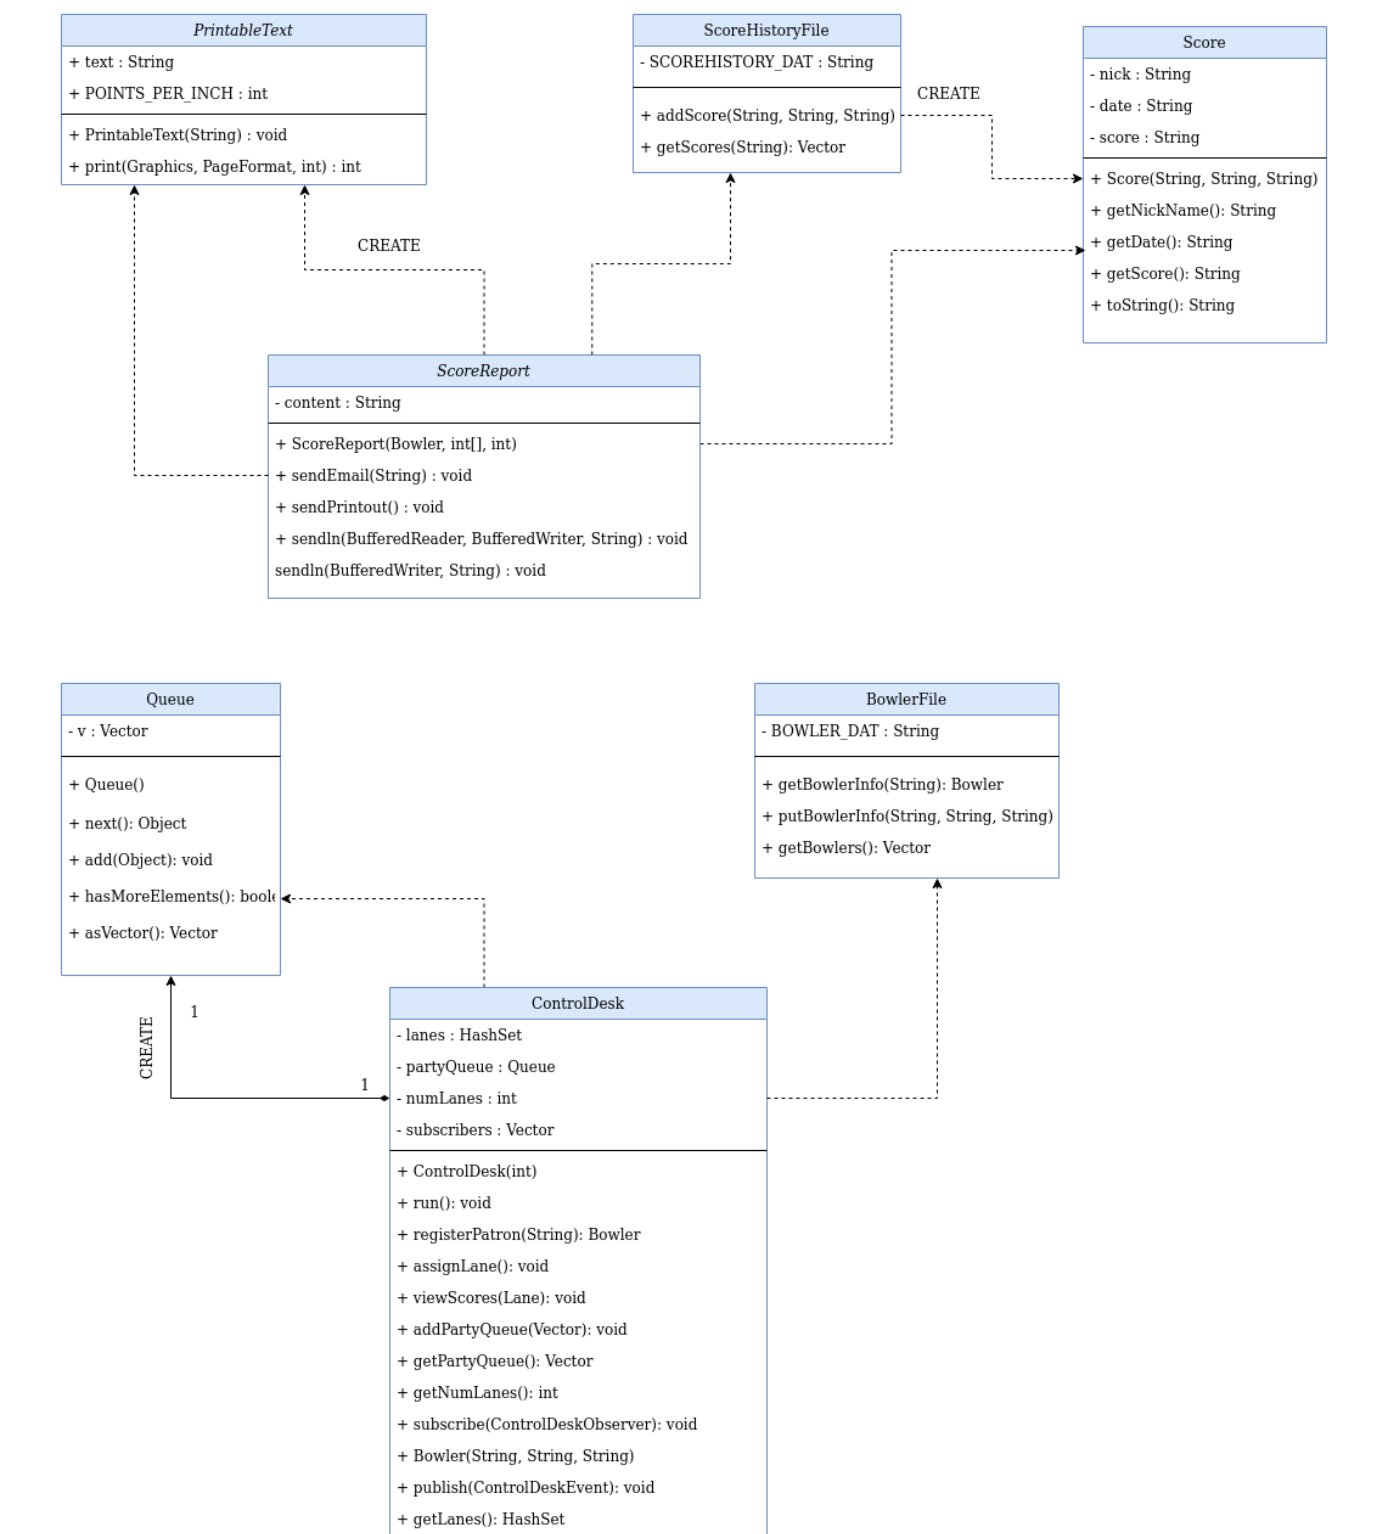 PrintableText
+ text : String
+ POINTS_PER_INCH : int
+ PrintableText(String) : void
+ print(Graphics, PageFormat, int) : int
ScoreHistoryFile
- SCOREHISTORY_DAT : String
+ addScore(String, String, String)
+ getScores(String): Vector
CREATE
Score
- nick : String
- date : String
- score : String
+ Score(String, String, String)
+ getNickName(): String
+ getDate(): String
+ getScore(): String
+ toString(): String
CREATE
ScoreReport
- content : String
+ ScoreReport(Bowler, int[], int)
+ sendEmail(String) : void
+ sendPrintout() : void
+ sendln(BufferedReader, BufferedWriter, String) : void
sendln(BufferedWriter, String) : void
Queue
- v : Vector
+ Queue()
+ next(): Object
+ add(Object): void
+ hasMoreElements(): boole
+ asVector(): Vector
BowlerFile
- BOWLER_DAT : String
+ getBowlerInfo(String): Bowler
+ putBowlerInfo(String, String, String)
+ getBowlers(): Vector
1
CREATE
1
ControlDesk
- lanes : HashSet
- partyQueue : Queue
- numLanes : int
- subscribers : Vector
+ ControlDesk(int)
+ run(): void
+ registerPatron(String): Bowler
+ assignLane(): void
+ viewScores(Lane): void
+ addPartyQueue(Vector): void
+ getPartyQueue(): Vector
+ getNumLanes(): int
+ subscribe(ControlDeskObserver): void
+ Bowler(String, String, String)
+ publish(ControlDeskEvent): void
+ getLanes(): HashSet